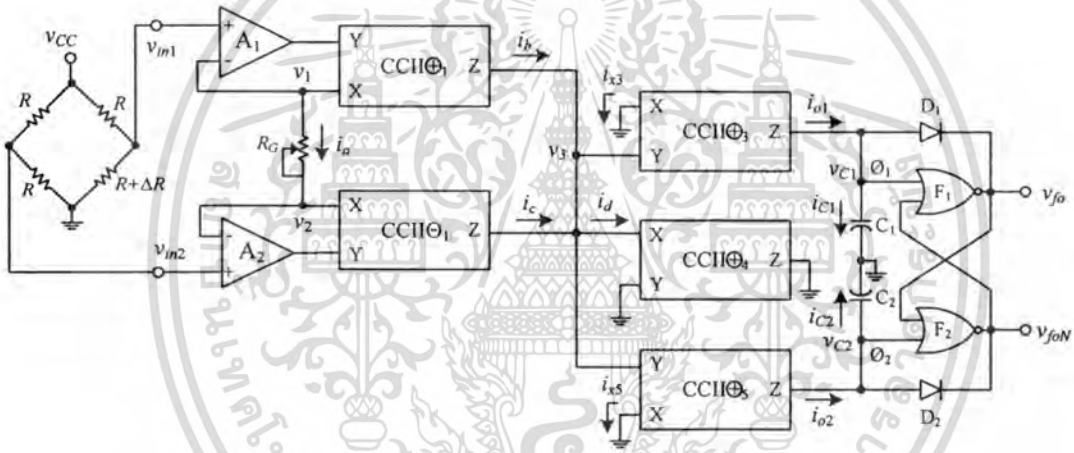 v_CC
R
R
R
R+ΔR
v_in1
v_in2
+
A_1
-
v_1
R_G
i_a
v_2
-
A_2
+
Y
X
CCII⊕_1
Z
i_b
X
Y
CCII⊖_1
Z
i_c
v_3
i_d
i_x3
X
Y
CCII⊕_3
Z
i_o1
X
Y
CCII⊕_4
Z
i_x5
Y
X
CCII⊕_5
Z
i_o2
v_C1
Ø_1
i_C1
C_1
i_C2
C_2
v_C2
Ø_2
D_1
F_1
F_2
D_2
v_fo
v_foN